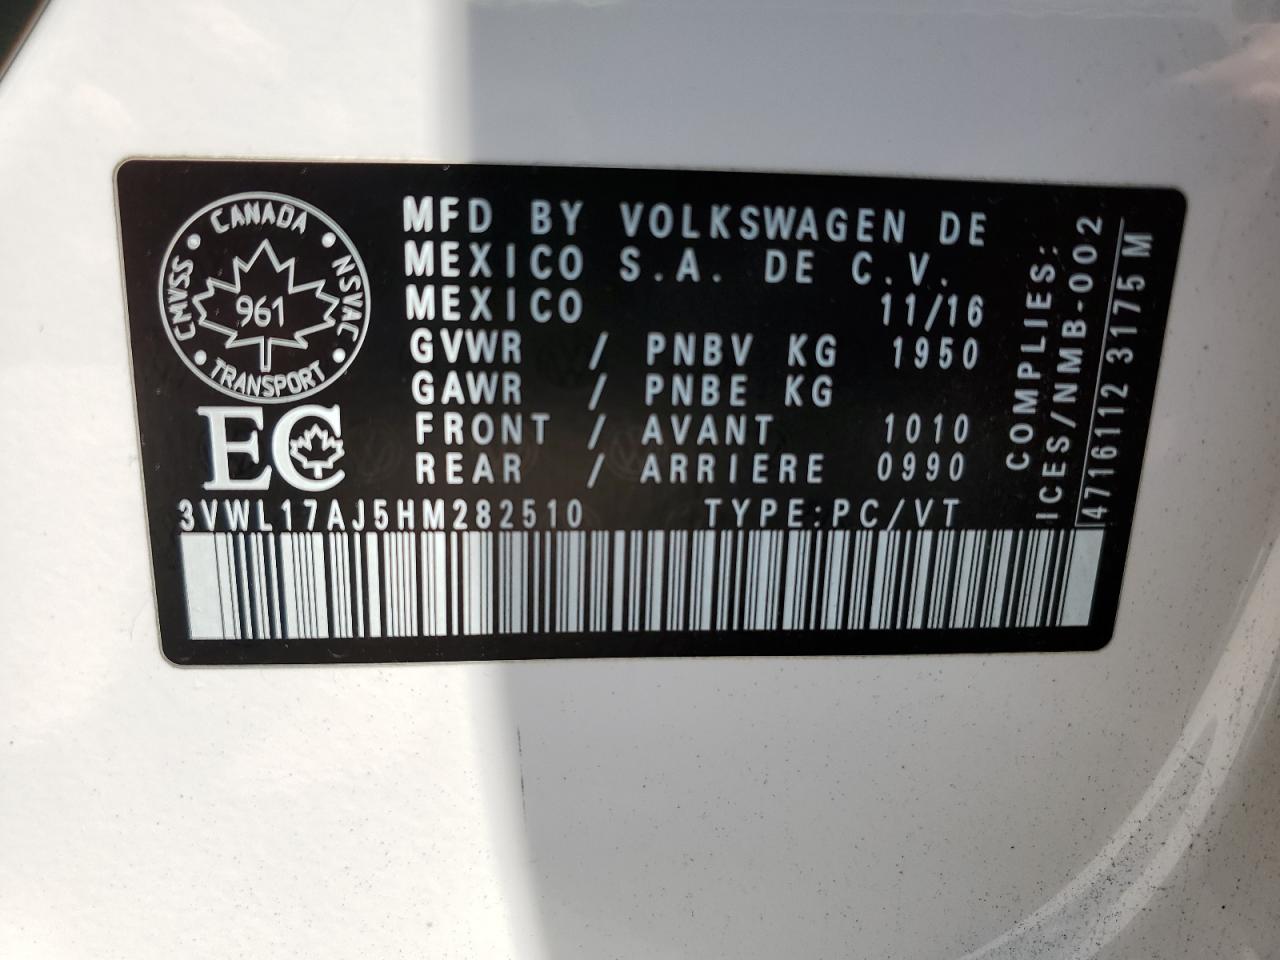 CANADA
CMVSS
NSVAC
961
TRANSPORT
EC
MFD BY VOLKSWAGEN DE
MEXICO S.A. DE C.V.
MEXICO 11/16
GVWR / PNBV KG 1950
GAWR / PNBE KG
FRONT / AVANT 1010
REAR / ARRIERE 0990
3VWL17AJ5HM282510 TYPE:PC/VT
COMPLIES:
ICES/NMB-002
4716112 3175 M